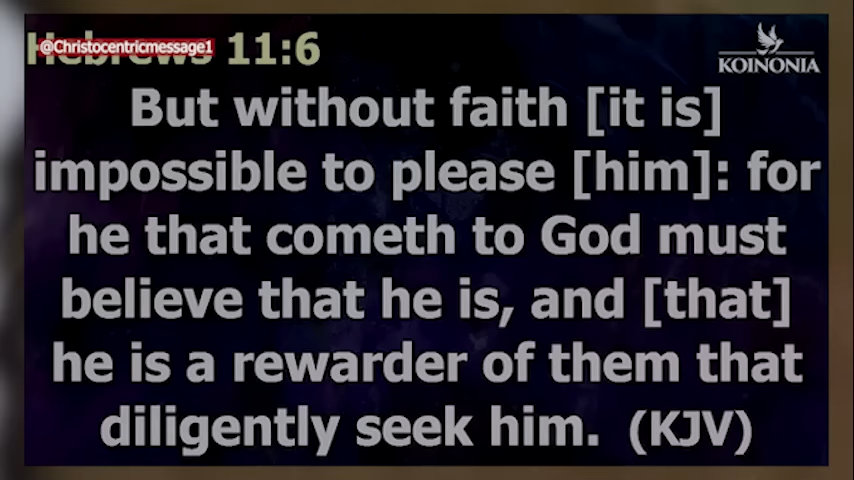 Hebrews 11:6
@Christocentricmessage1
KOINONIA
But without faith [it is]
impossible to please [him]: for
he that cometh to God must
believe that he is, and [that]
he is a rewarder of them that
diligently seek him. (KJV)